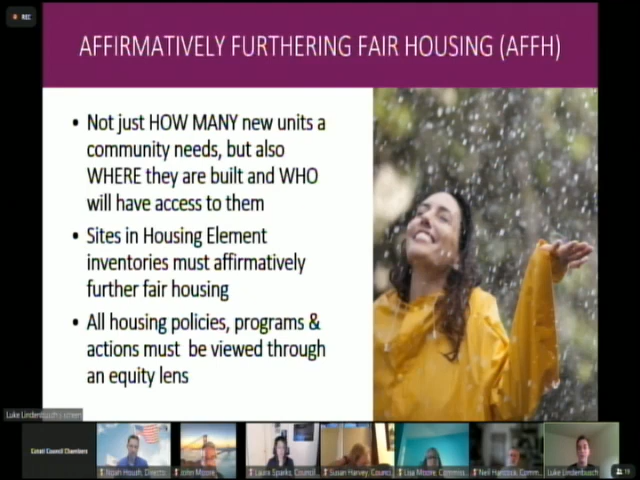 REC
AFFIRMATIVELY FURTHERING FAIR HOUSING (AFFH)
• Not just HOW MANY new units a
community needs, but also
WHERE they are built and WHO
will have access to them
• Sites in Housing Element
inventories must affirmatively
further fair housing
• All housing policies, programs &
actions must be viewed through
an equity lens
Luke Lindenbusch's screen
Cotati Council Chambers
Noah Housh, Directo...
John Moore,
Laura Sparks, Council...
Susan Harvey, Counc...
Lisa Moore, Commiss...
Neil Hancock, Comm...
Luke Lindenbusch